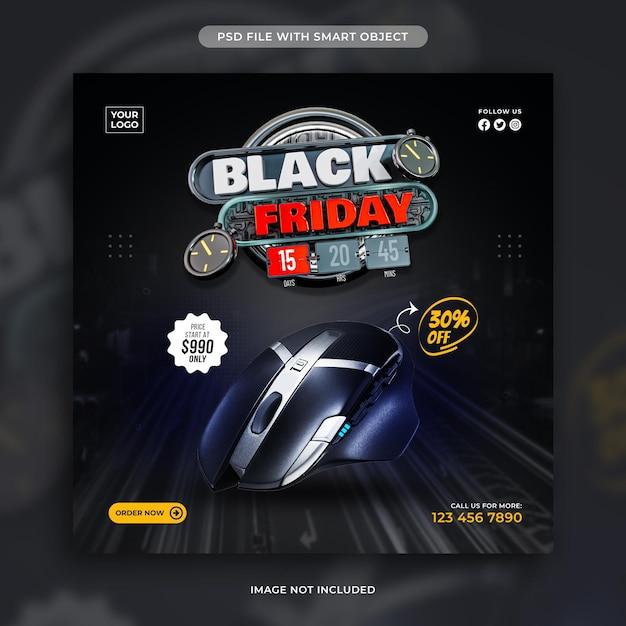 PSD FILE WITH SMART OBJECT
YOUR
LOGO
FOLLOW US
BLACK
FRIDAY
15 20 45
DAYS HRS MINS
PRICE
START AT
$990
ONLY
30%
OFF
ORDER NOW
CALL US FOR MORE:
123 456 7890
IMAGE NOT INCLUDED